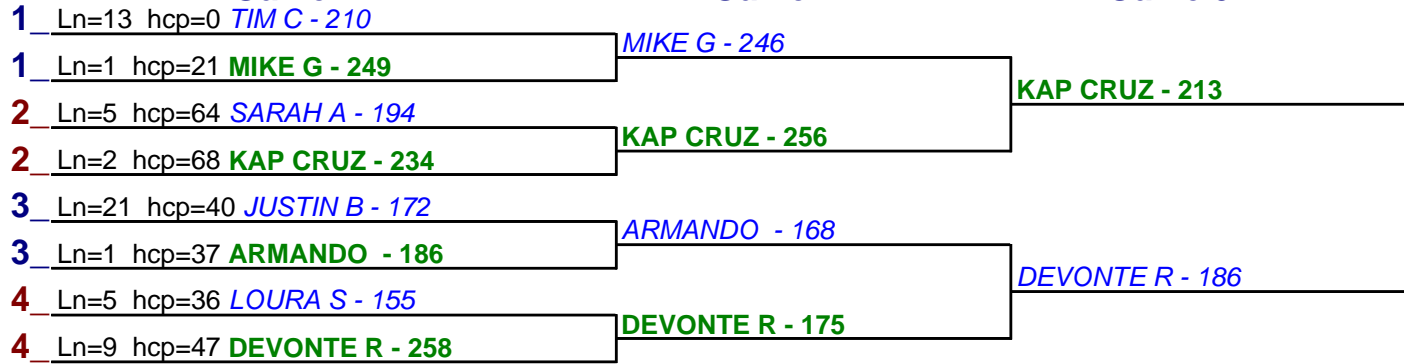 1_ Ln=13 hcp=0 TIM C - 210
MIKE G - 246
1_ Ln=1 hcp=21 MIKE G - 249
KAP CRUZ - 213
2_ Ln=5 hcp=64 SARAH A - 194
KAP CRUZ - 256
2_ Ln=2 hcp=68 KAP CRUZ - 234
3_ Ln=21 hcp=40 JUSTIN B - 172
ARMANDO - 168
3_ Ln=1 hcp=37 ARMANDO - 186
DEVONTE R - 186
4_ Ln=5 hcp=36 LOURA S - 155
DEVONTE R - 175
4_ Ln=9 hcp=47 DEVONTE R - 258